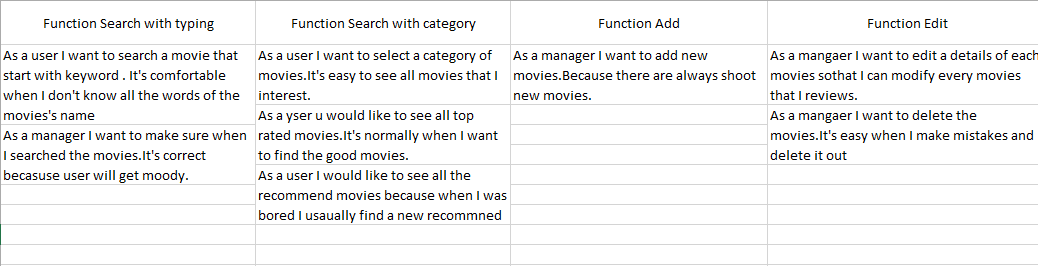 Function Search with typing
Function Search with category
Function Add
Function Edit
As a user I want to search a movie that
start with keyword . It's comfortable
when I don't know all the words of the
movies's name
As a manager I want to make sure when
I searched the movies.It's correct
becasuse user will get moody.
As a user I want to select a category of
movies.It's easy to see all movies that I
interest.
As a yser u would like to see all top
rated movies.It's normally when I want
to find the good movies.
As a user I would like to see all the
recommend movies because when I was
bored I usaually find a new recommned
As a manager I want to add new
movies.Because there are always shoot
new movies.
As a mangaer I want to edit a details of each
movies sothat I can modify every movies
that I reviews.
As a mangaer I want to delete the
movies.It's easy when I make mistakes and
delete it out